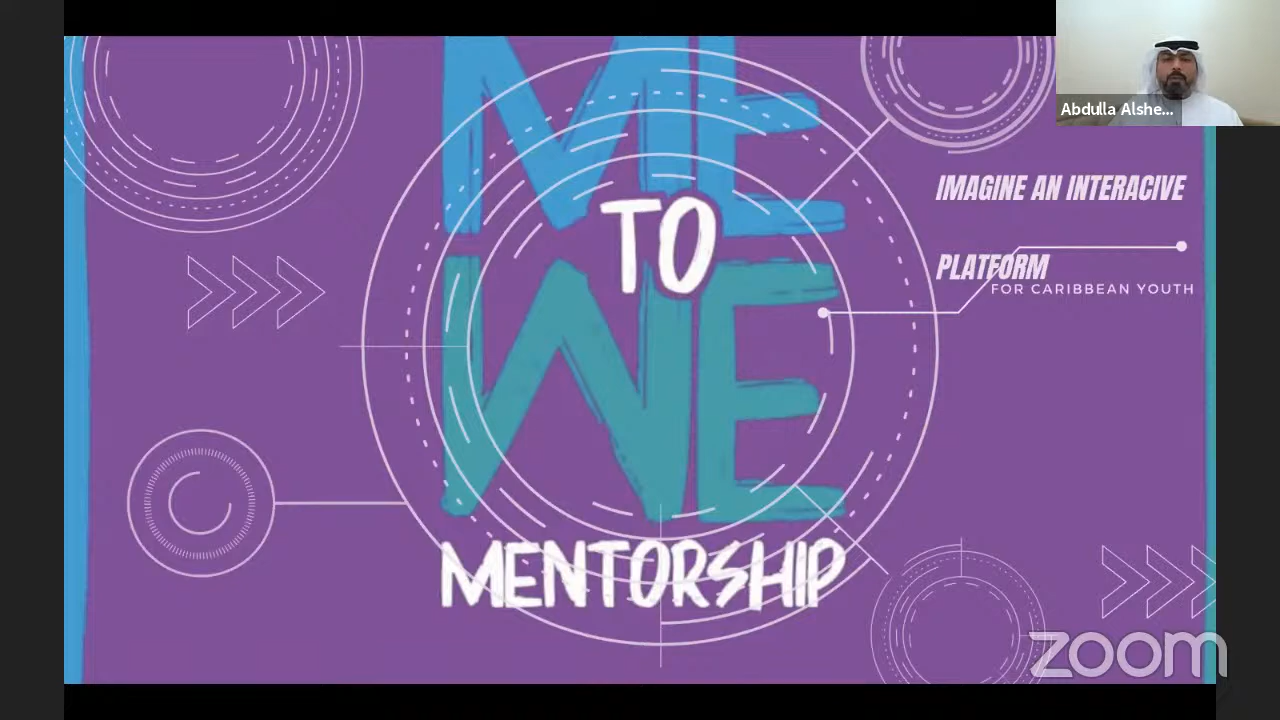 ME
TO
WE
MENTORSHIP
IMAGINE AN INTERACIVE
PLATFORM
FOR CARIBBEAN YOUTH
Abdulla Alshe...
zoom